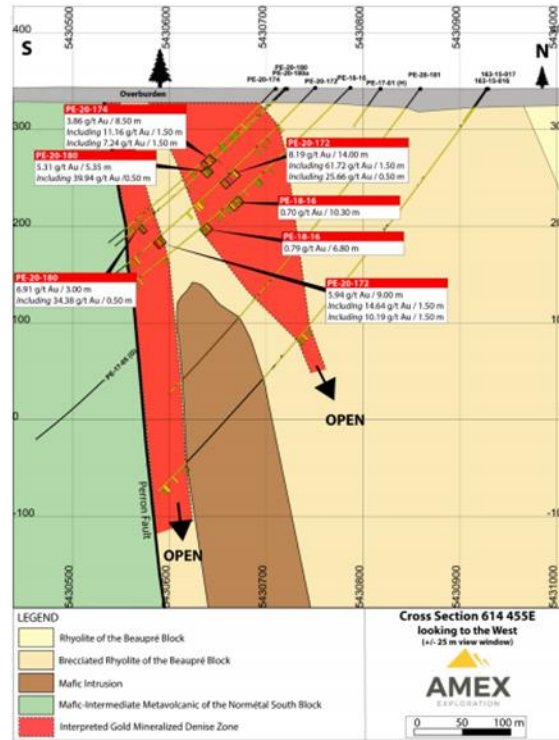 S
N
5430500
5430600
5430700
5430800
5430900
5431000
400
300
200
100
0
-100
PE-20-180
PE-20-174
PE-20-172
PE-18-16
PE-17-01 (H)
163-15-017
163-15-016
Overburden
PE-20-174
3.86 g/t Au / 8.50 m
Including 11.16 g/t Au / 1.50 m
Including 7.24 g/t Au / 1.50 m
PE-20-180
5.31 g/t Au / 5.35 m
Including 39.94 g/t Au /0.50 m
PE-20-172
8.19 g/t Au / 14.00 m
Including 61.72 g/t Au / 1.50 m
Including 25.66 g/t Au / 0.50 m
PE-18-16
0.70 g/t Au / 10.30 m
PE-18-16
0.79 g/t Au / 6.80 m
PE-20-180
6.91 g/t Au / 3.00 m
Including 34.38 g/t Au / 0.50 m
PE-20-172
5.94 g/t Au / 9.00 m
Including 14.64 g/t Au / 1.50 m
Including 10.19 g/t Au / 1.50 m
OPEN
OPEN
Perron Fault
5430500
5430600
5430700
5430800
5430900
5431000
LEGEND
Rhyolite of the Beaupré Block
Brecciated Rhyolite of the Beaupré Block
Mafic Intrusion
Mafic-Intermediate Metavolcanic of the Normétal South Block
Interpreted Gold Mineralized Denise Zone
Cross Section 614 455E
looking to the West
(+/- 25 m view window)
AMEX
EXPLORATION
0 50 100 m